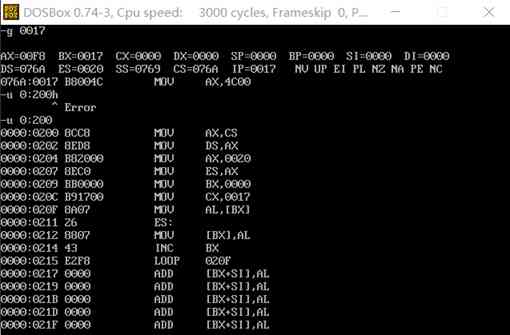 DOSBox 0.74-3, Cpu speed:    3000 cycles, Frameskip  0, P...
-g 0017
AX=00F8  BX=0017  CX=0000  DX=0000  SP=0000  BP=0000  SI=0000  DI=0000
DS=076A  ES=0020  SS=0769  CS=076A  IP=0017   NV UP EI PL NZ NA PE NC
076A:0017 B8004C        MOV     AX,4C00
-u 0:200h
        ^ Error
-u 0:200
0000:0200 8CC8          MOV     AX,CS
0000:0202 8ED8          MOV     DS,AX
0000:0204 B82000        MOV     AX,0020
0000:0207 8EC0          MOV     ES,AX
0000:0209 BB0000        MOV     BX,0000
0000:020C B91700        MOV     CX,0017
0000:020F 8A07          MOV     AL,[BX]
0000:0211 26            ES:
0000:0212 8807          MOV     [BX],AL
0000:0214 43            INC     BX
0000:0215 E2F8          LOOP    020F
0000:0217 0000          ADD     [BX+SI],AL
0000:0219 0000          ADD     [BX+SI],AL
0000:021B 0000          ADD     [BX+SI],AL
0000:021D 0000          ADD     [BX+SI],AL
0000:021F 0000          ADD     [BX+SI],AL